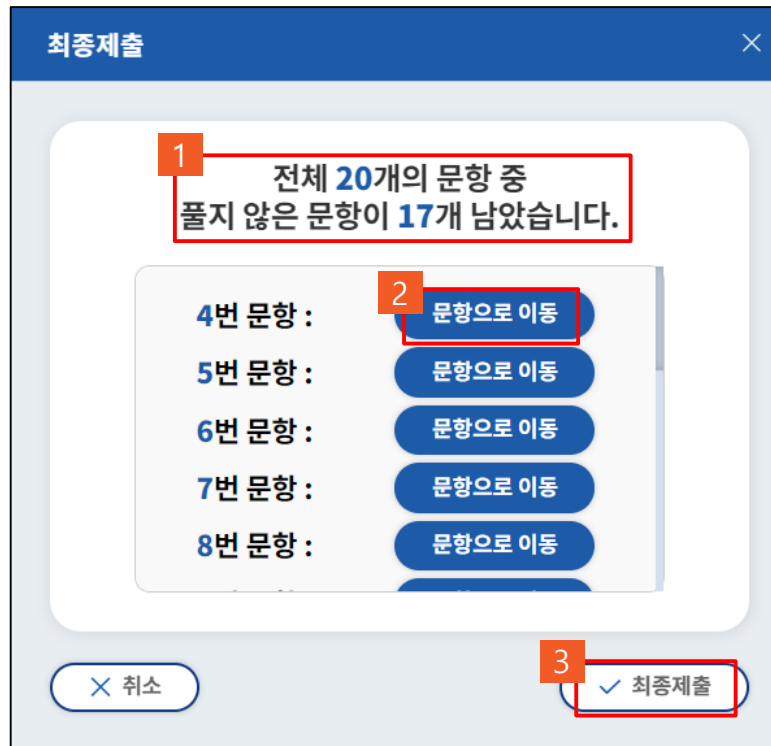 최종제출
1
전체 20개의 문항 중
풀지 않은 문항이 17개 남았습니다.
2
4번 문항 : 문항으로 이동
5번 문항 : 문항으로 이동
6번 문항 : 문항으로 이동
7번 문항 : 문항으로 이동
8번 문항 : 문항으로 이동
3
취소
최종제출